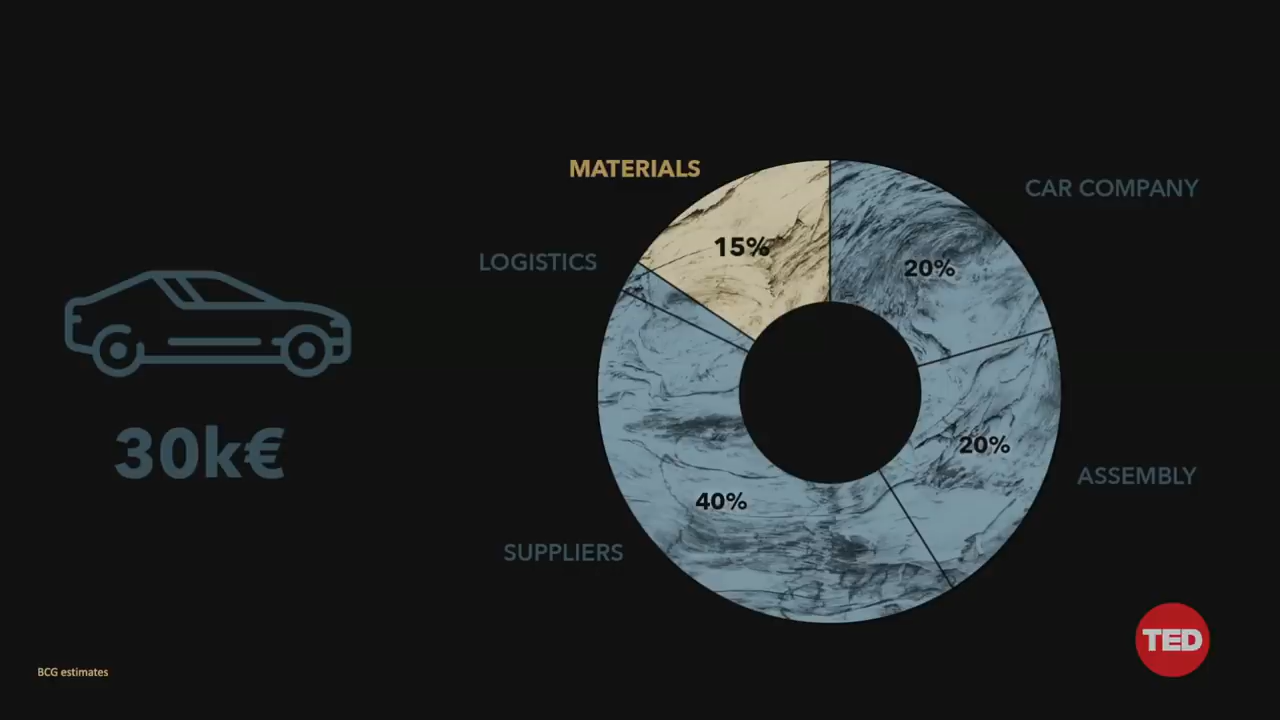 MATERIALS
CAR COMPANY
15%
LOGISTICS
20%
30k€
20%
ASSEMBLY
40%
SUPPLIERS
TED
BCG estimates